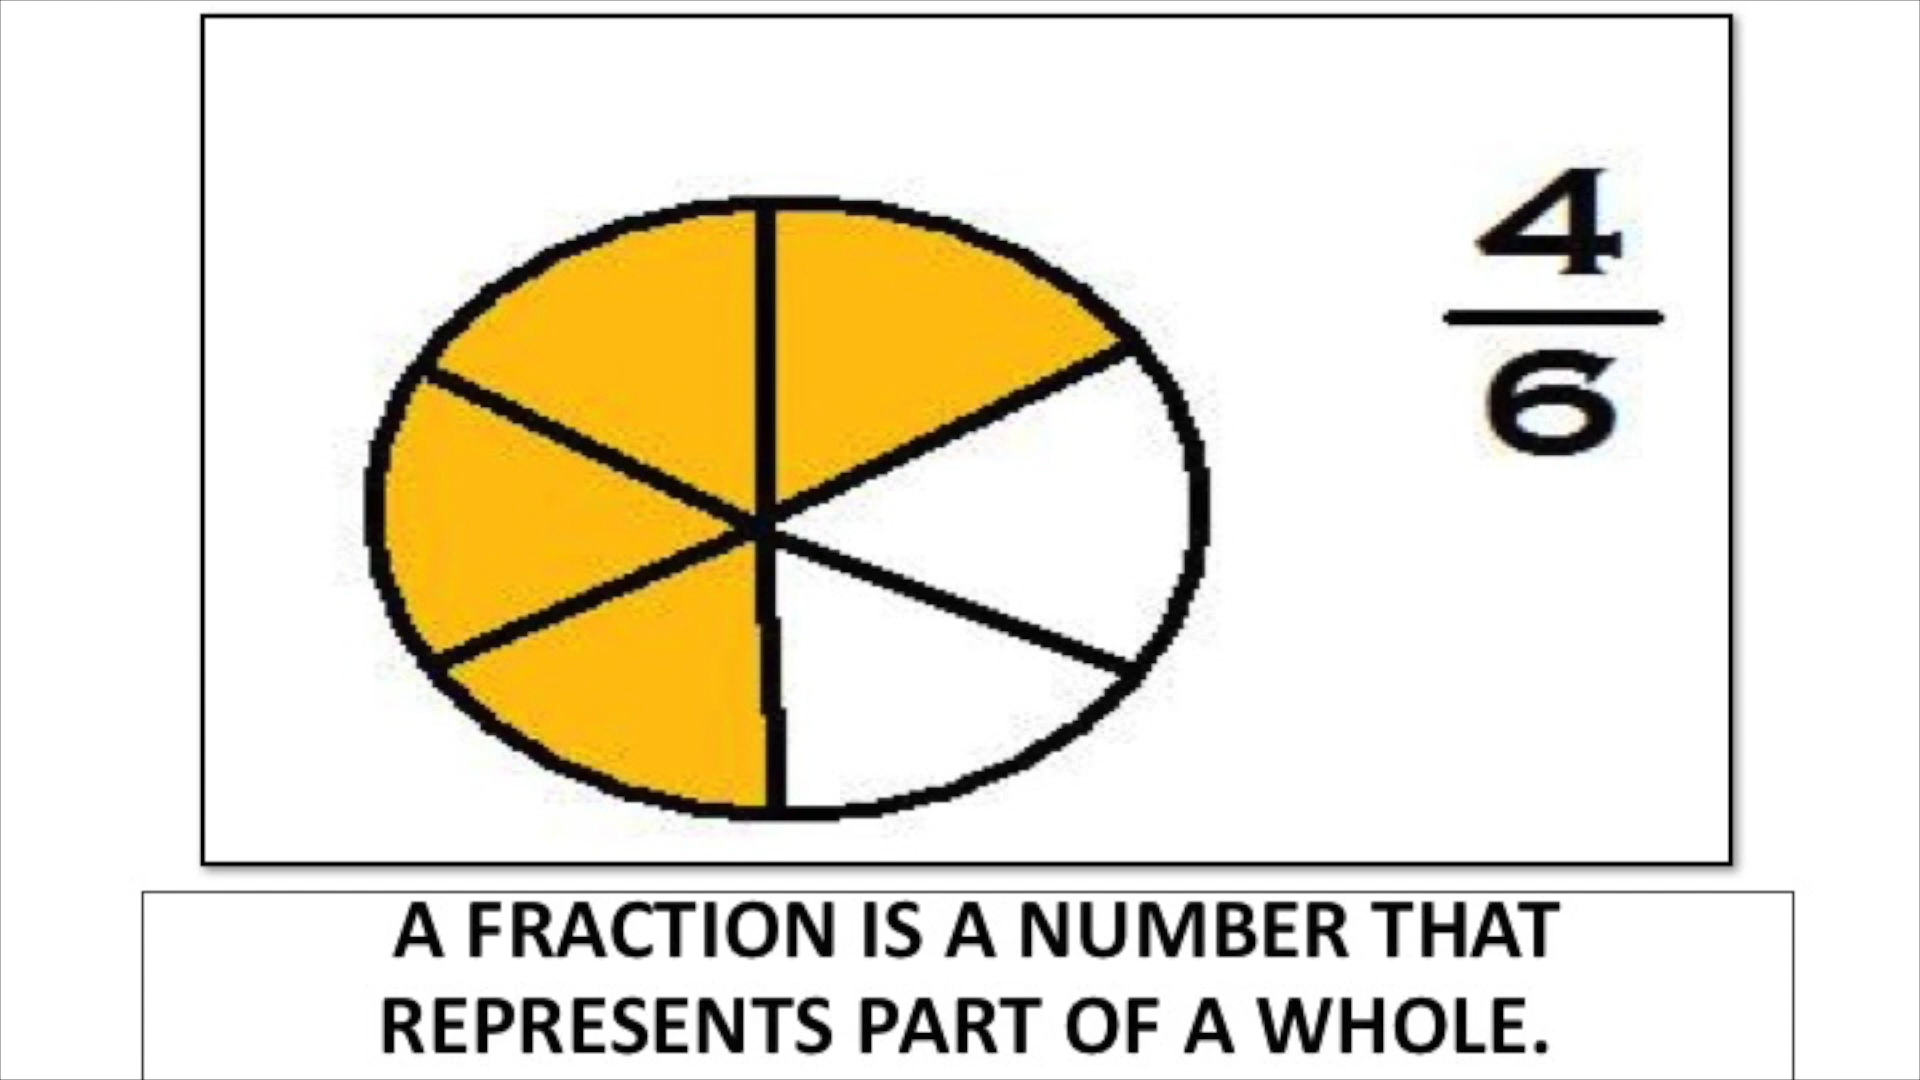 4
6
A FRACTION IS A NUMBER THAT
REPRESENTS PART OF A WHOLE.